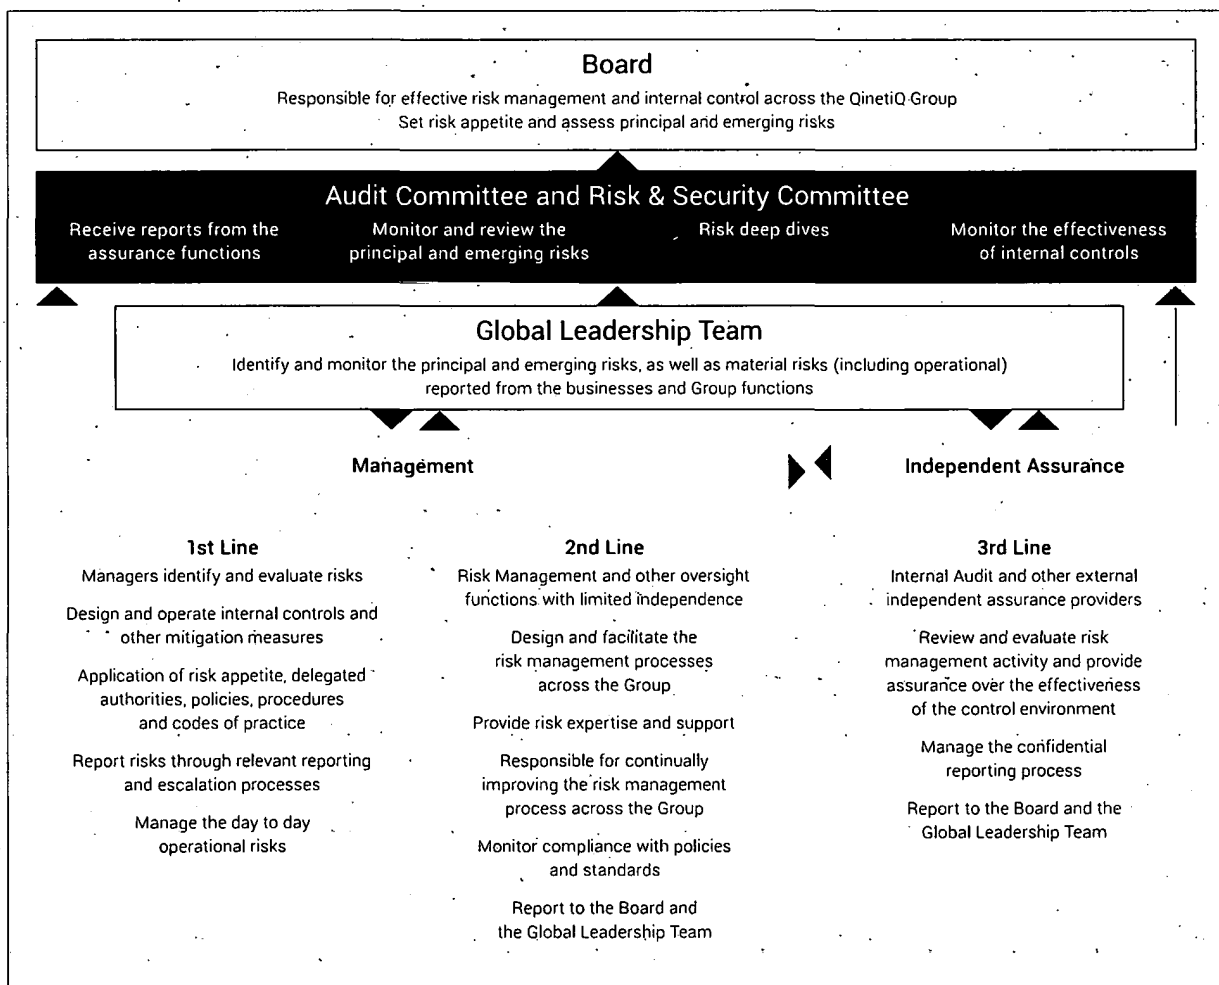 Board
Responsible for effective risk management and internal control across the QinetiQ Group
Set risk appetite and assess principal and emerging risks
Audit Committee and Risk & Security Committee
Receive reports from the
assurance functions
Monitor and review the
principal and emerging risks
Risk deep dives
Monitor the effectiveness
of internal controls
Global Leadership Team
Identify and monitor the principal and emerging risks, as well as material risks (including operational)
reported from the businesses and Group functions
Management
Independent Assurance
1st Line
Managers identify and evaluate risks
Design and operate internal controls and
other mitigation measures
Application of risk appetite, delegated
authorities, policies, procedures
and codes of practice
Report risks through relevant reporting
and escalation processes
Manage the day to day
operational risks
2nd Line
Risk Management and other oversight
functions with limited independence
Design and facilitate the
risk management processes
across the Group
Provide risk expertise and support
Responsible for continually
improving the risk management
process across the Group
Monitor compliance with policies
and standards
Report to the Board and
the Global Leadership Team
3rd Line
Internal Audit and other external
independent assurance providers
Review and evaluate risk
management activity and provide
assurance over the effectiveness
of the control environment
Manage the confidential
reporting process
Report to the Board and the
Global Leadership Team